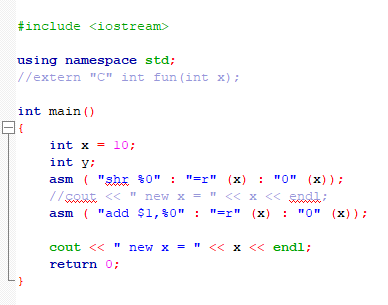 #include <iostream>
using namespace std;
//extern "C" int fun(int x);
int main()
{
int x = 10;
int y;
asm ( "shr %0" : "=r" (x) : "0" (x));
//cout << " new x = " << x << endl;
asm ( "add $1,%0" : "=r" (x) : "0" (x));
cout << " new x = " << x << endl;
return 0;
}